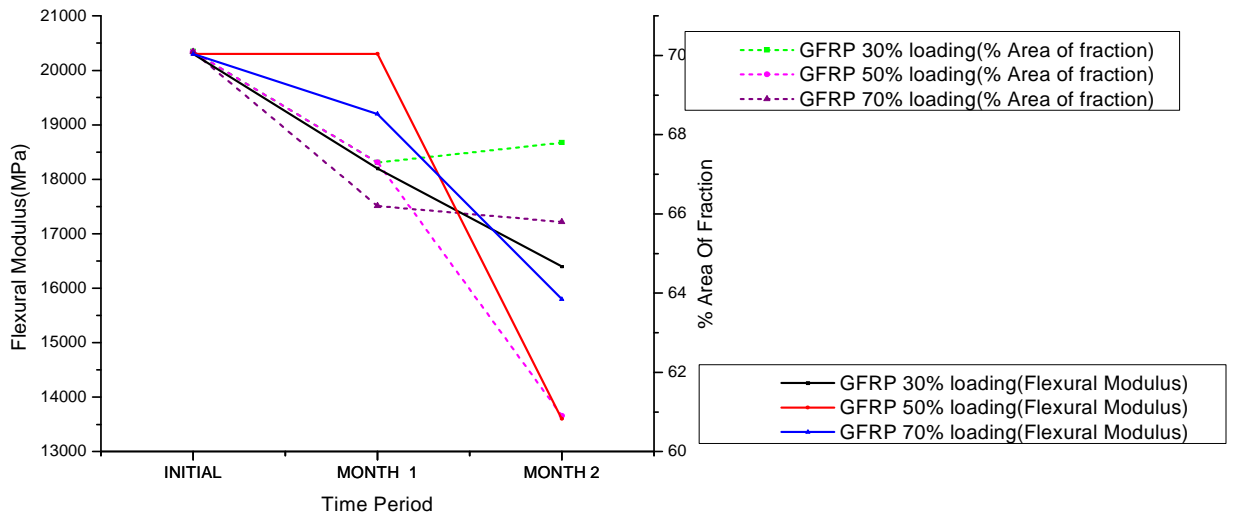 21000
20000
19000
18000
17000
16000
15000
14000
13000
Flexural Modulus(MPa)
INITIAL
MONTH 1
MONTH 2
Time Period
70
68
66
64
62
60
% Area Of Fraction
GFRP 30% loading(% Area of fraction)
GFRP 50% loading(% Area of fraction)
GFRP 70% loading(% Area of fraction)
GFRP 30% loading(Flexural Modulus)
GFRP 50% loading(Flexural Modulus)
GFRP 70% loading(Flexural Modulus)